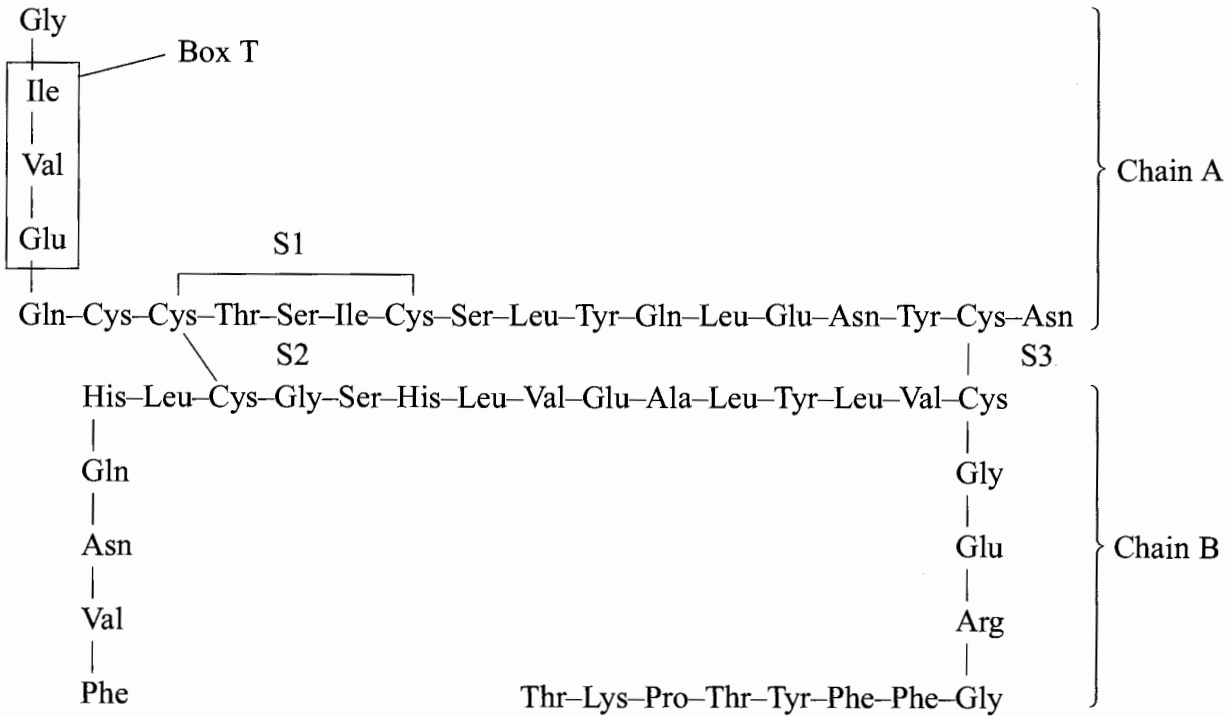 Gly
Box T
Ile
Val
Chain A
Glu
S1
Gln–Cys–Cys–Thr–Ser–Ile–Cys–Ser–Leu–Tyr–Gln–Leu–Glu–Asn–Tyr–Cys–Asn
S2 S3
His–Leu–Cys–Gly–Ser–His–Leu–Val–Glu–Ala–Leu–Tyr–Leu–Val–Cys
Gln Gly
Asn Glu
Chain B
Val Arg
Phe Thr–Lys–Pro–Thr–Tyr–Phe–Phe–Gly